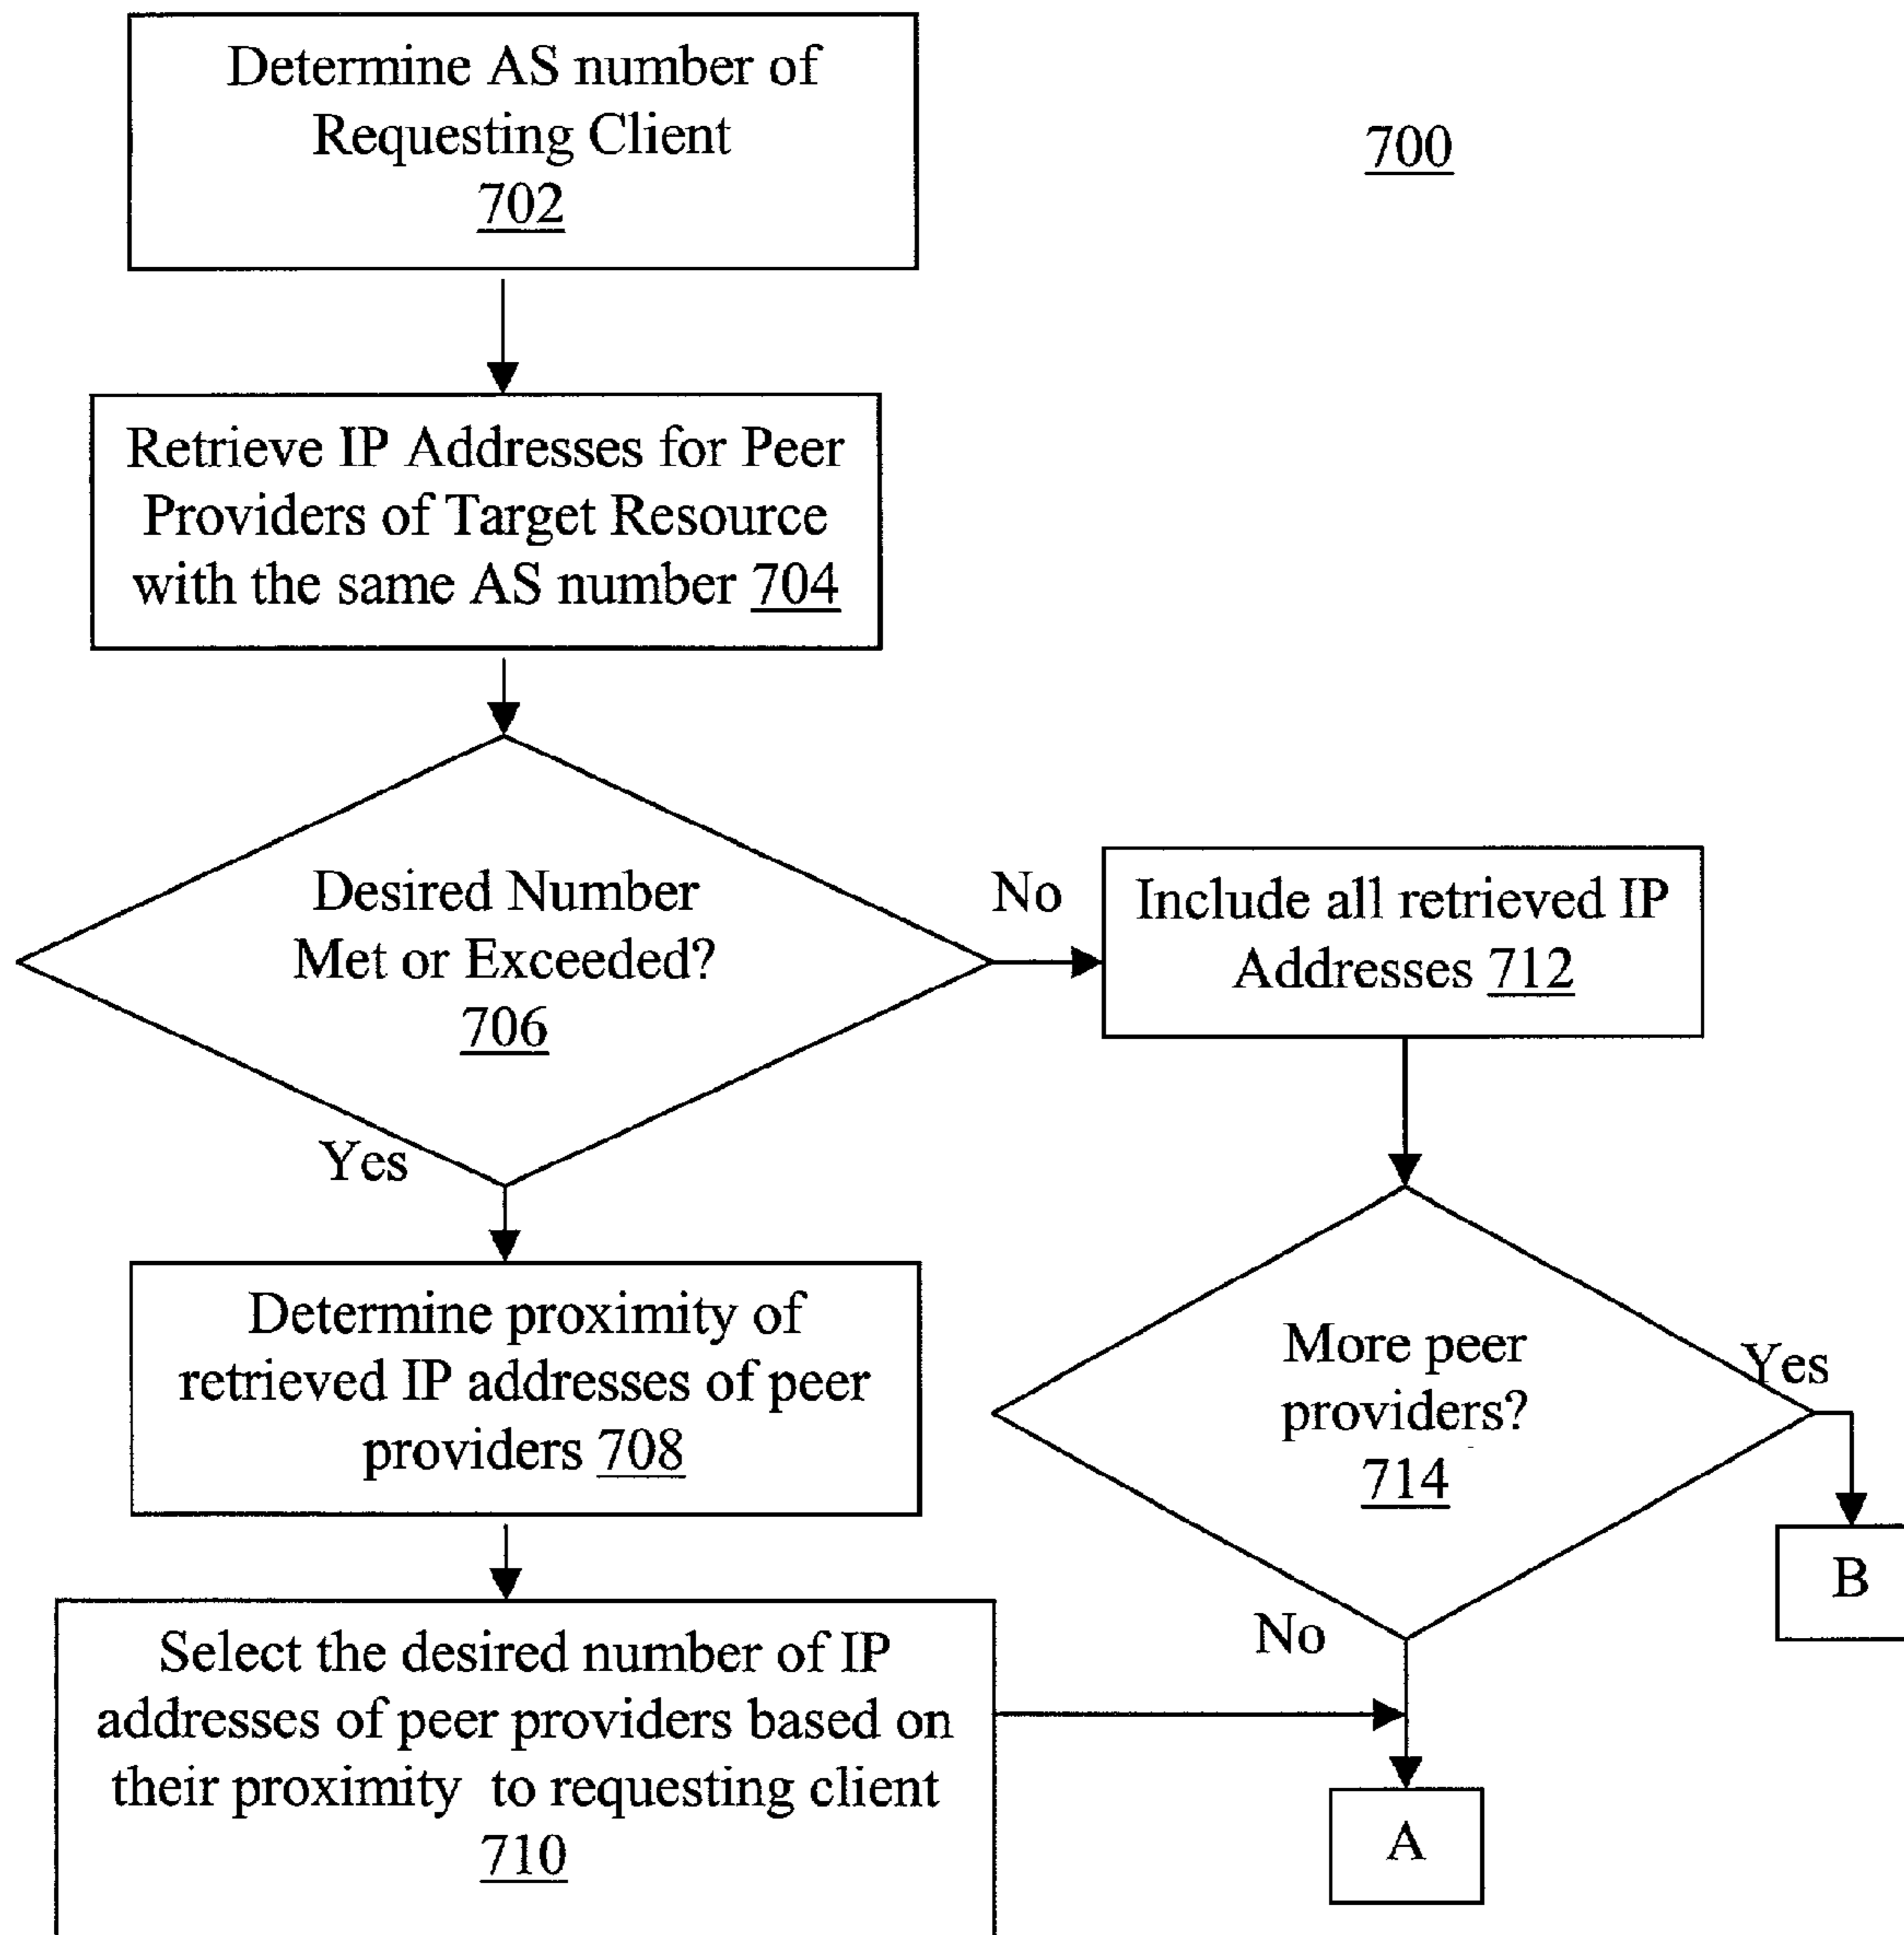 Determine AS number of
Requesting Client
702
700
Retrieve IP Addresses for Peer
Providers of Target Resource
with the same AS number 704
Desired Number
Met or Exceeded?
706
No
Include all retrieved IP
Addresses 712
Yes
Determine proximity of
retrieved IP addresses of peer
providers 708
More peer
providers?
714
Yes
B
No
Select the desired number of IP
addresses of peer providers based on
their proximity to requesting client
710
A